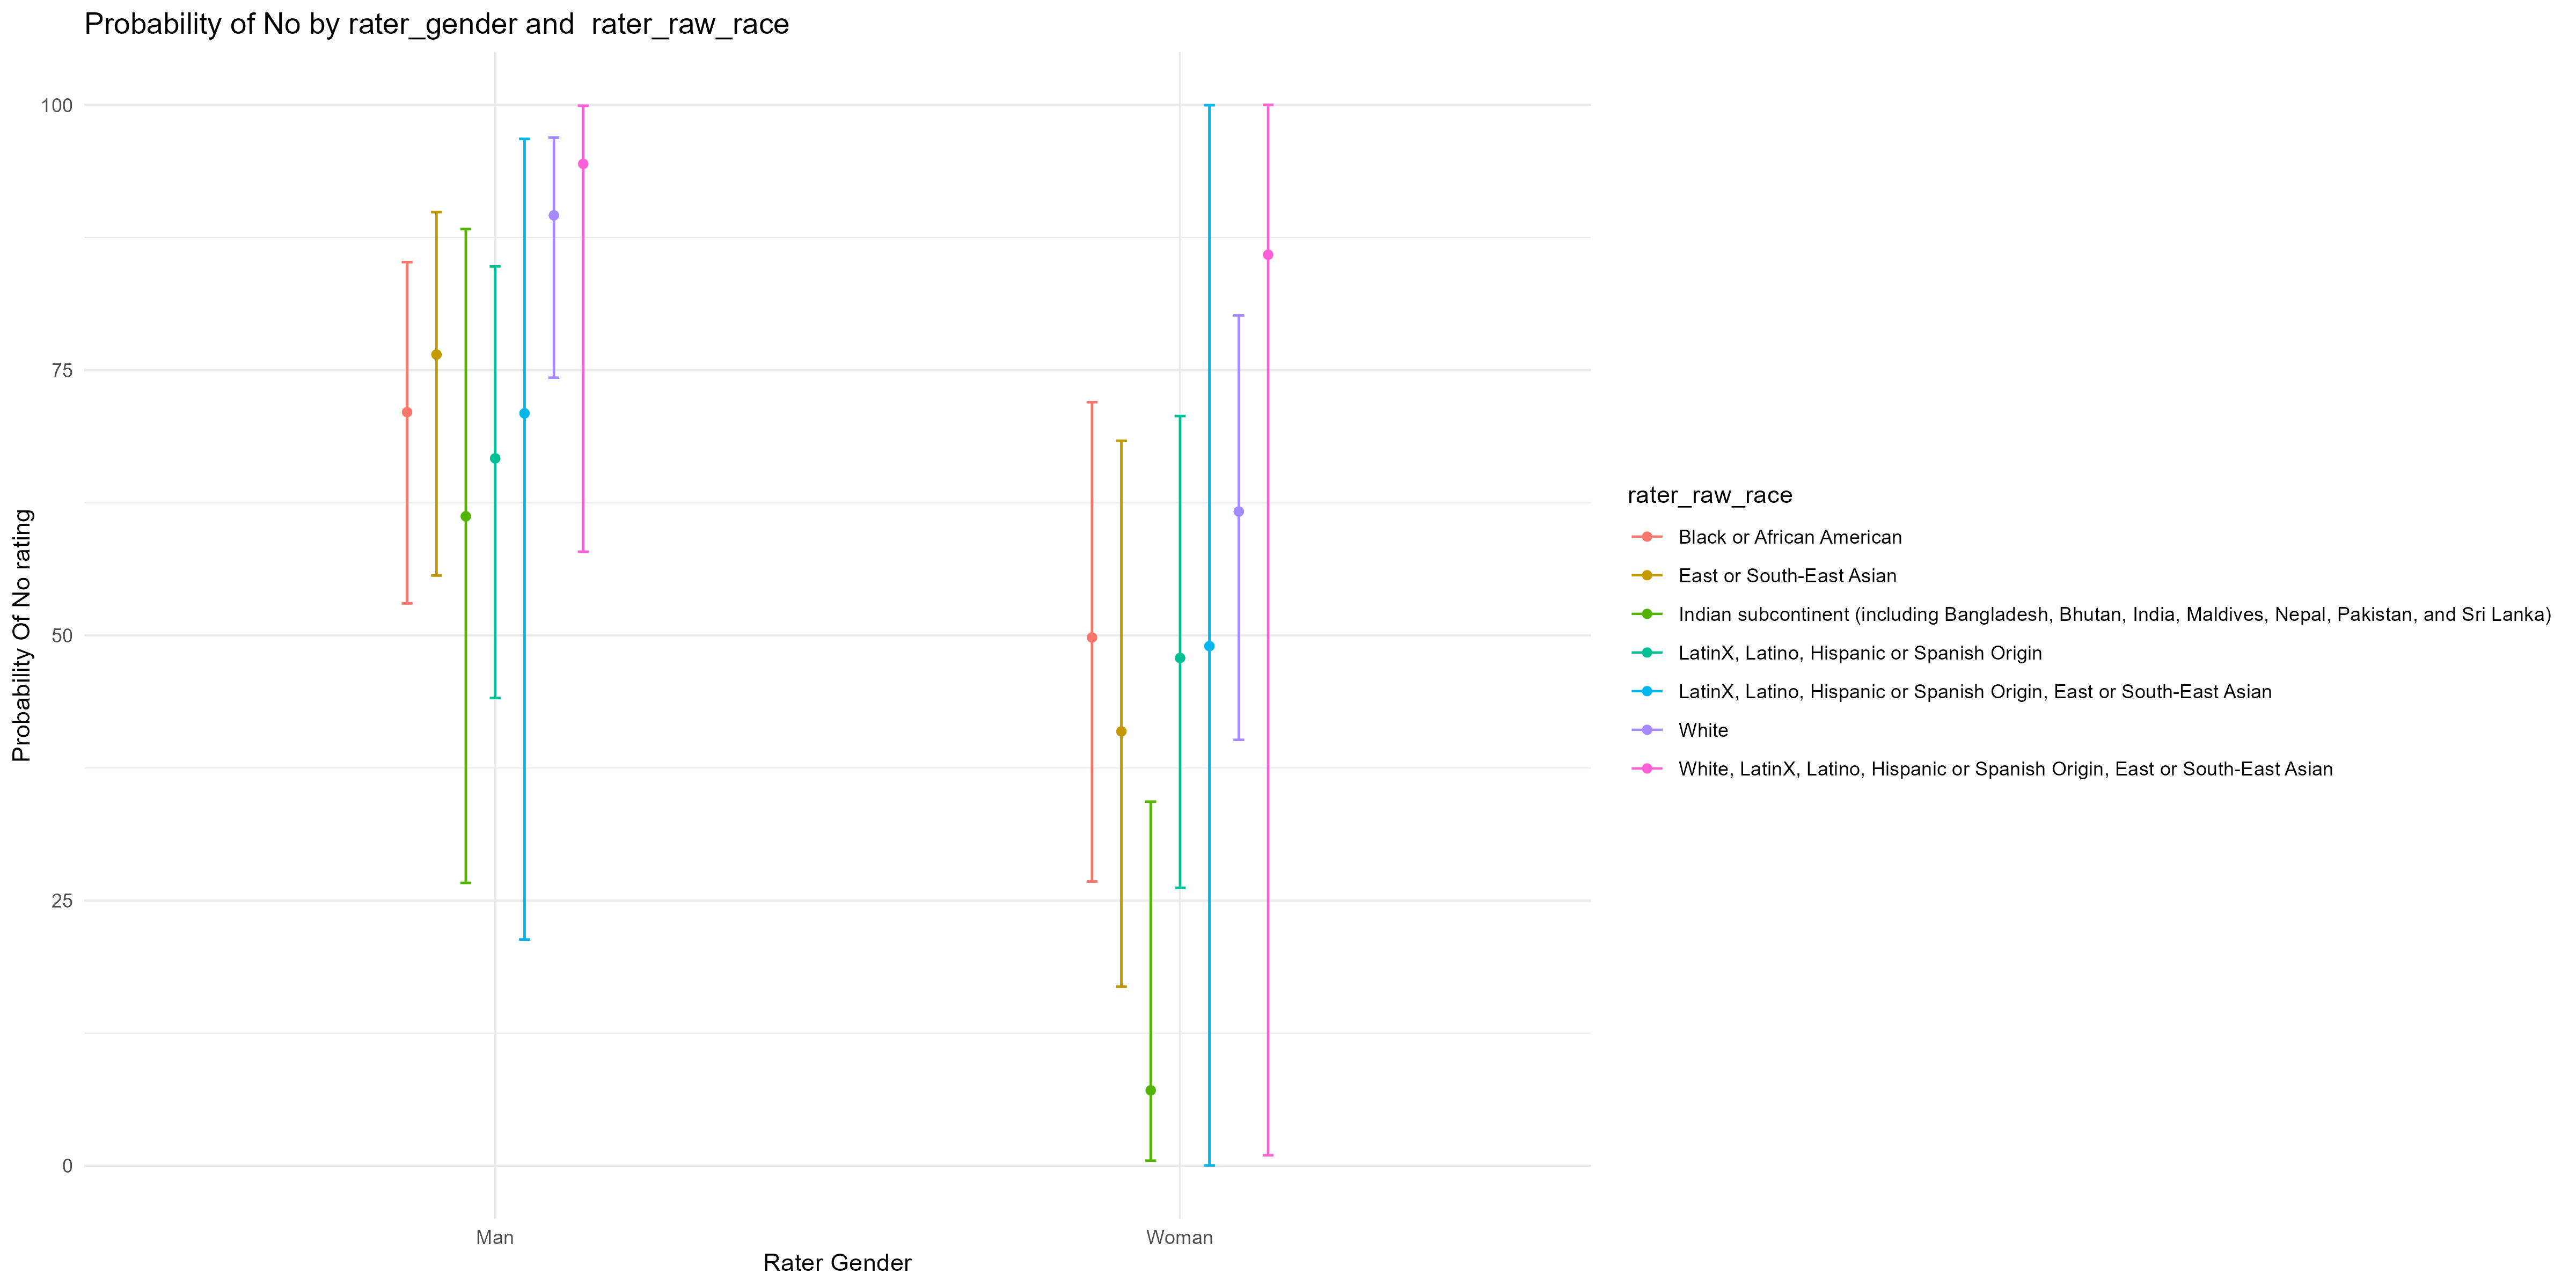 Probability of No by rater_gender and  rater_raw_race
100
75
50
25
0
Probability Of No rating
Man
Woman
Rater Gender
rater_raw_race
Black or African American
East or South-East Asian
Indian subcontinent (including Bangladesh, Bhutan, India, Maldives, Nepal, Pakistan, and Sri Lanka)
LatinX, Latino, Hispanic or Spanish Origin
LatinX, Latino, Hispanic or Spanish Origin, East or South-East Asian
White
White, LatinX, Latino, Hispanic or Spanish Origin, East or South-East Asian